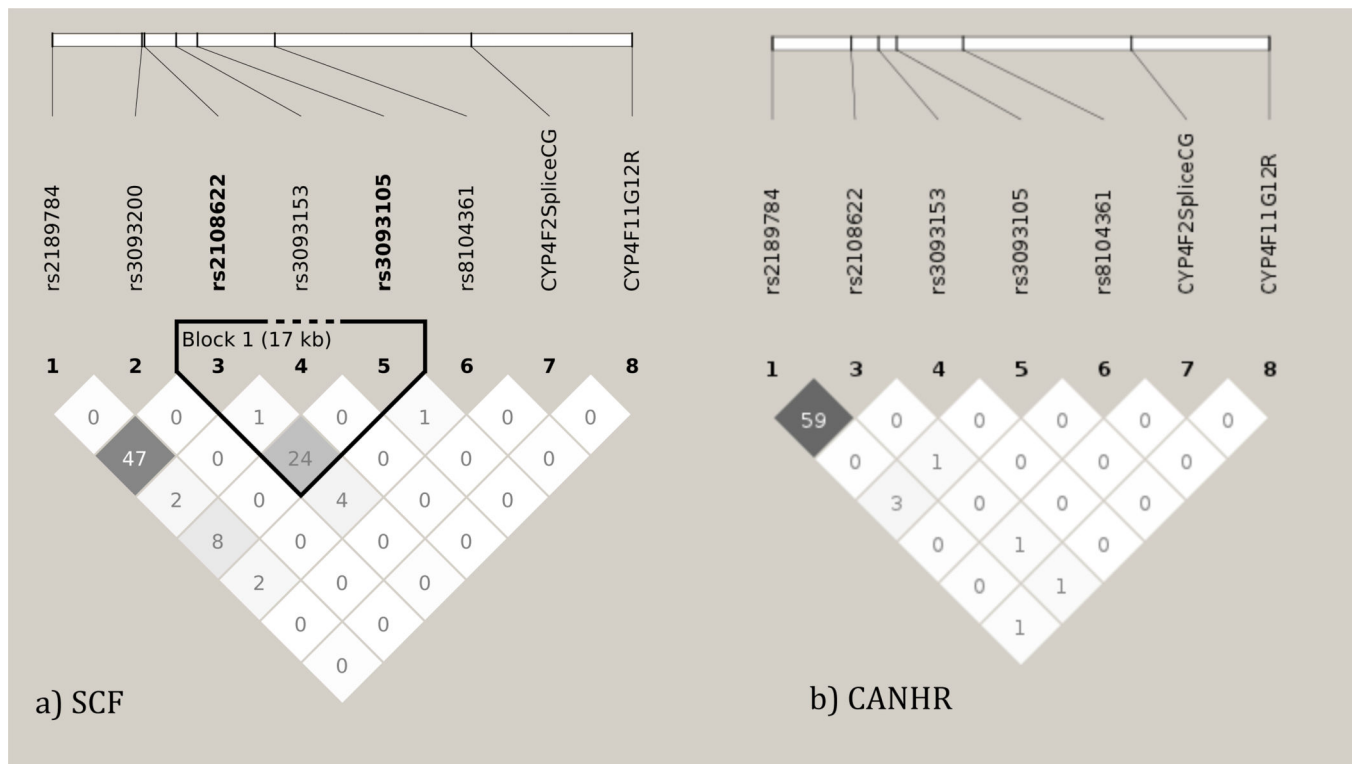 rs2189784
rs3093200
rs2108622
rs3093153
rs3093105
rs8104361
CYP4F2SpliceCG
CYP4F11G12R
Block 1 (17 kb)
1 2 3 4 5 6 7 8
0 0 1 0 1 0 0
47 0 24 0 0 0
2 0 4 0 0
8 0 0 0
2 0 0
0 0
0
a) SCF
rs2189784
rs2108622
rs3093153
rs3093105
rs8104361
CYP4F2SpliceCG
CYP4F11G12R
1 3 4 5 6 7 8
59 0 0 0 0 0
0 1 0 0 0
3 0 0 0
0 1 0
0 1
1
b) CANHR